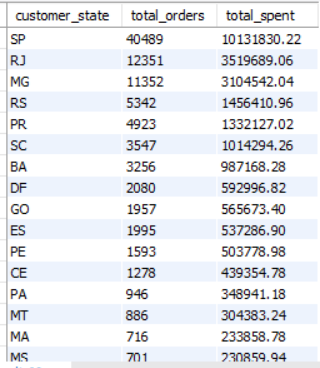 customer_state total_orders total_spent
SP 40489 10131830.22
RJ 12351 3519689.06
MG 11352 3104542.04
RS 5342 1456410.96
PR 4923 1332127.02
SC 3547 1014294.26
BA 3256 987168.28
DF 2080 592996.82
GO 1957 565673.40
ES 1995 537286.90
PE 1593 503778.98
CE 1278 439354.78
PA 946 348941.18
MT 886 304383.24
MA 716 233858.78
MS 701 230859.94